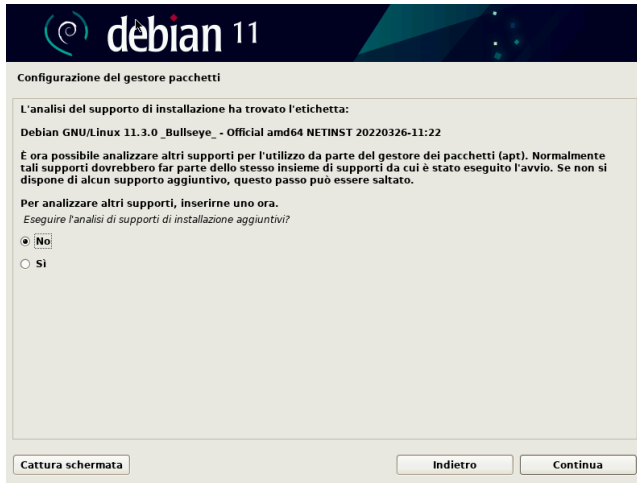 debian 11
Configurazione del gestore pacchetti
L'analisi del supporto di installazione ha trovato l'etichetta:
Debian GNU/Linux 11.3.0 _Bullseye_ - Official amd64 NETINST 20220326-11:22
È ora possibile analizzare altri supporti per l'utilizzo da parte del gestore dei pacchetti (apt). Normalmente
tali supporti dovrebbero far parte dello stesso insieme di supporti da cui è stato eseguito l'avvio. Se non si
dispone di alcun supporto aggiuntivo, questo passo può essere saltato.
Per analizzare altri supporti, inserirne uno ora.
Eseguire l'analisi di supporti di installazione aggiuntivi?
No
Sì
Cattura schermata
Indietro
Continua